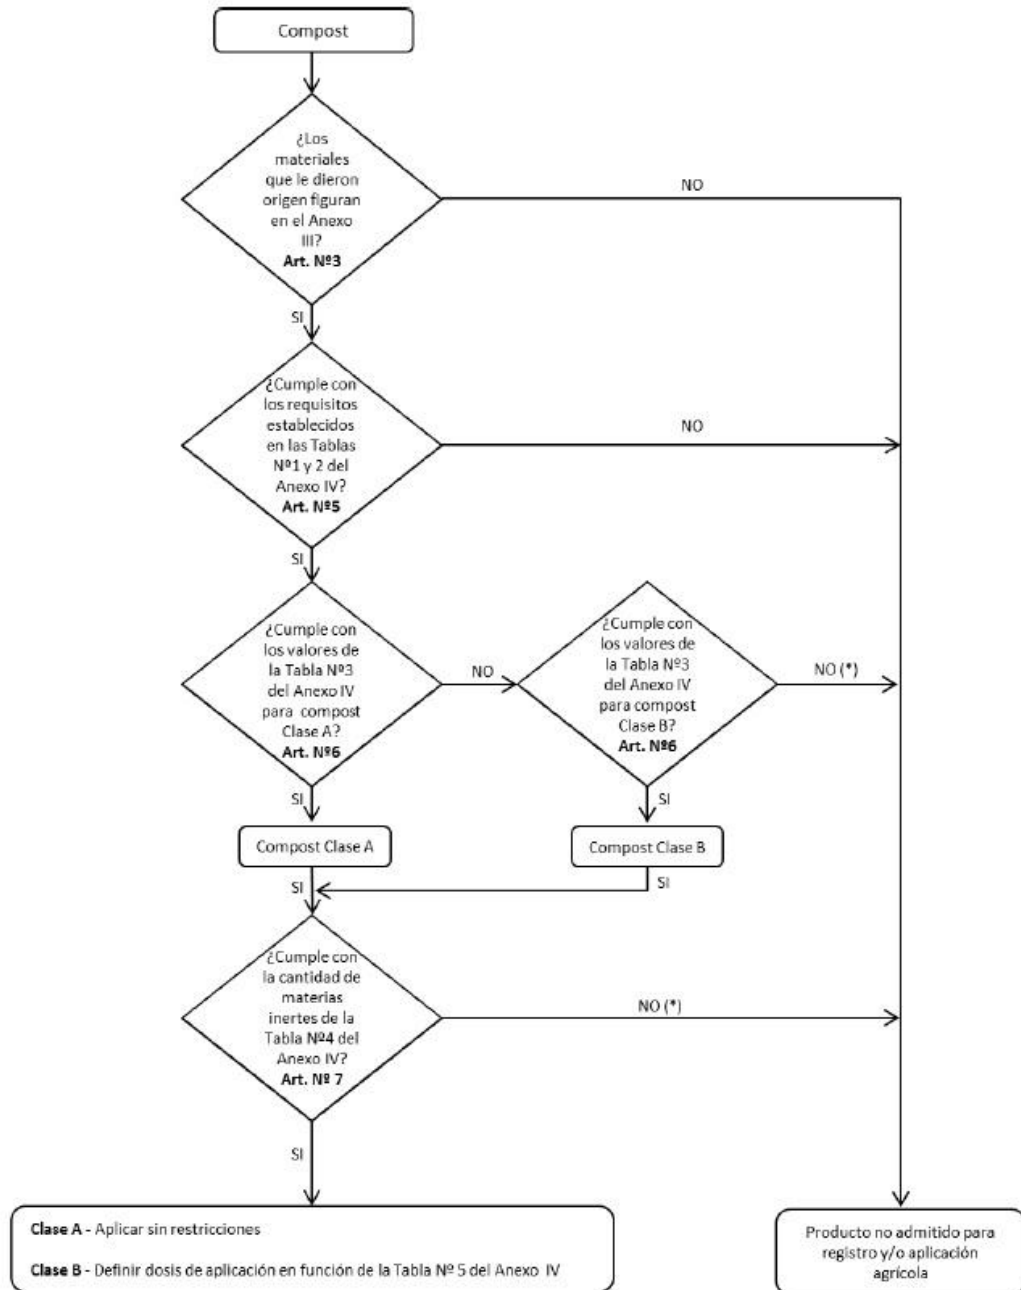 Compost
¿Los
materiales
que le dieron
origen figuran
en el Anexo
III?
Art. Nº3
NO
SI
¿Cumple con
los requisitos
establecidos
en las Tablas
Nº1 y 2 del
Anexo IV?
Art. Nº5
NO
SI
¿Cumple con
los valores de
la Tabla Nº3
del Anexo IV
para compost
Clase A?
Art. Nº6
NO
¿Cumple con
los valores de
la Tabla Nº3
del Anexo IV
para compost
Clase B?
Art. Nº6
NO (*)
SI
SI
Compost Clase A
Compost Clase B
SI
SI
¿Cumple con
la cantidad de
materias
inertes de la
Tabla Nº4 del
Anexo IV?
Art. Nº 7
NO (*)
SI
Clase A - Aplicar sin restricciones
Clase B - Definir dosis de aplicación en función de la Tabla Nº 5 del Anexo IV
Producto no admitido para
registro y/o aplicación
agrícola